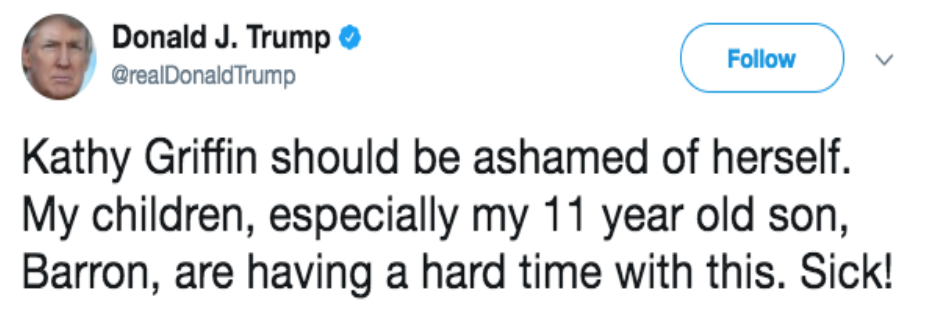 Donald J. Trump
@realDonaldTrump
Follow
Kathy Griffin should be ashamed of herself.
My children, especially my 11 year old son,
Barron, are having a hard time with this. Sick!